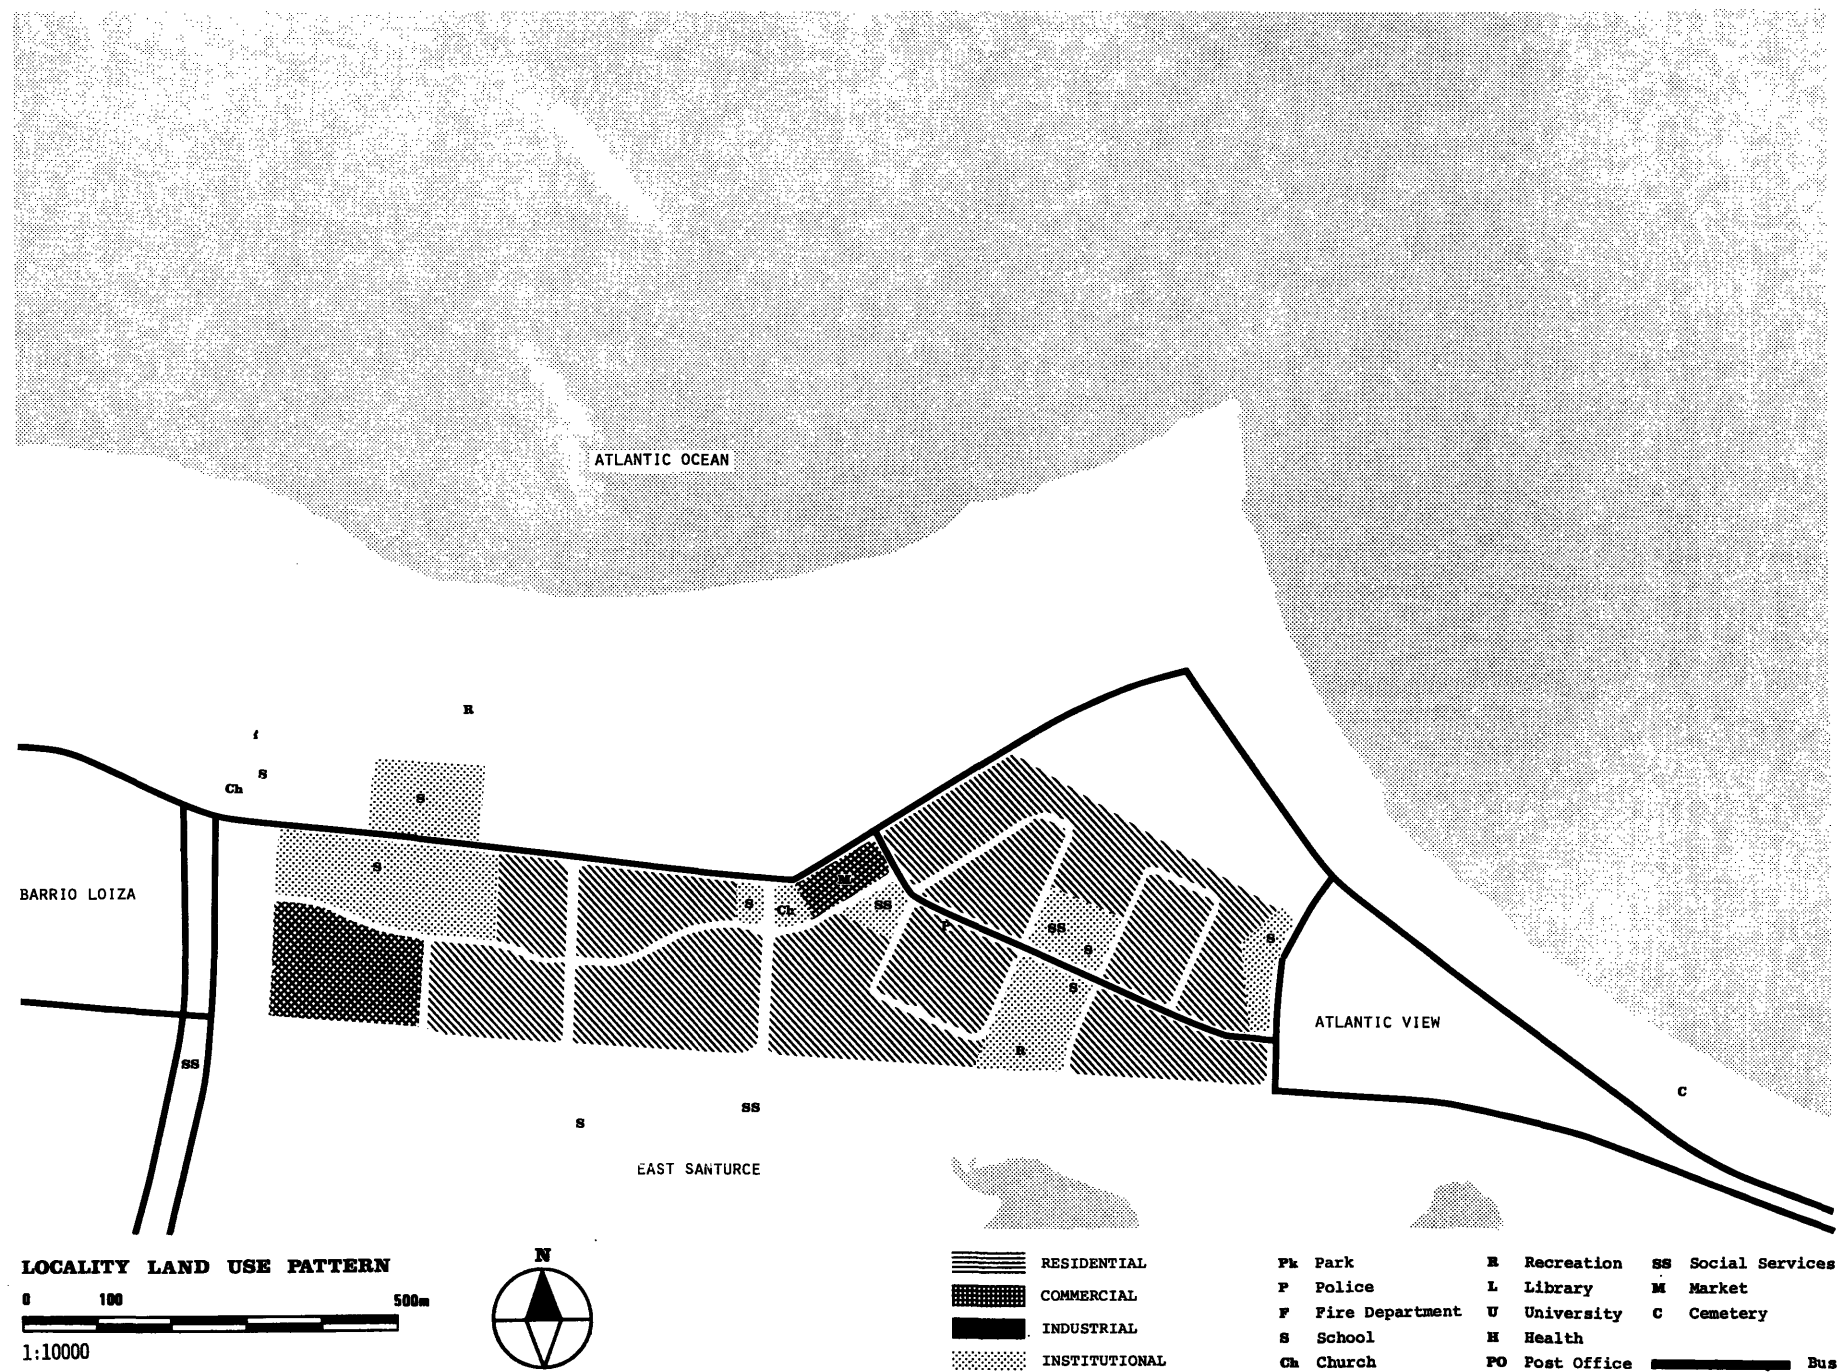 ATLANTIC OCEAN
R
S
Ch
S
S
BARRIO LOIZA
M
S
Ch
SS
SS
S
S
S
ATLANTIC VIEW
R
SS
C
SS
S
EAST SANTURCE
LOCALITY LAND USE PATTERN
0 100 500m
1:10000
N
RESIDENTIAL
COMMERCIAL
INDUSTRIAL
INSTITUTIONAL
Pk Park
P Police
F Fire Department
S School
Ch Church
R Recreation
L Library
U University
H Health
PO Post Office
SS Social Services
M Market
C Cemetery
Bus